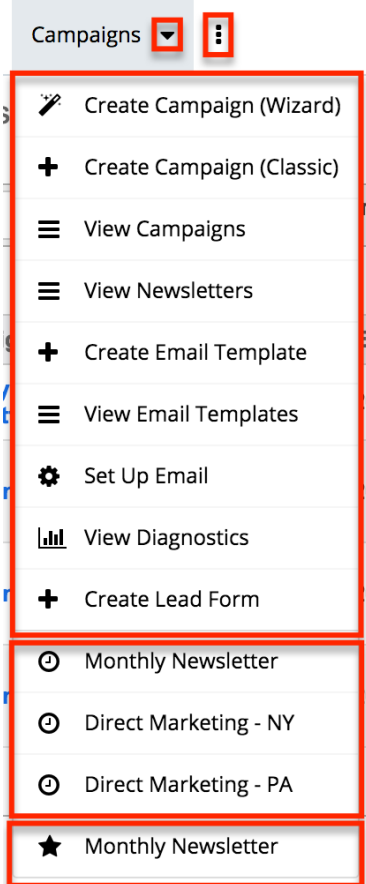 Campaigns
Create Campaign (Wizard)
Create Campaign (Classic)
View Campaigns
View Newsletters
Create Email Template
View Email Templates
Set Up Email
View Diagnostics
Create Lead Form
Monthly Newsletter
Direct Marketing - NY
Direct Marketing - PA
Monthly Newsletter